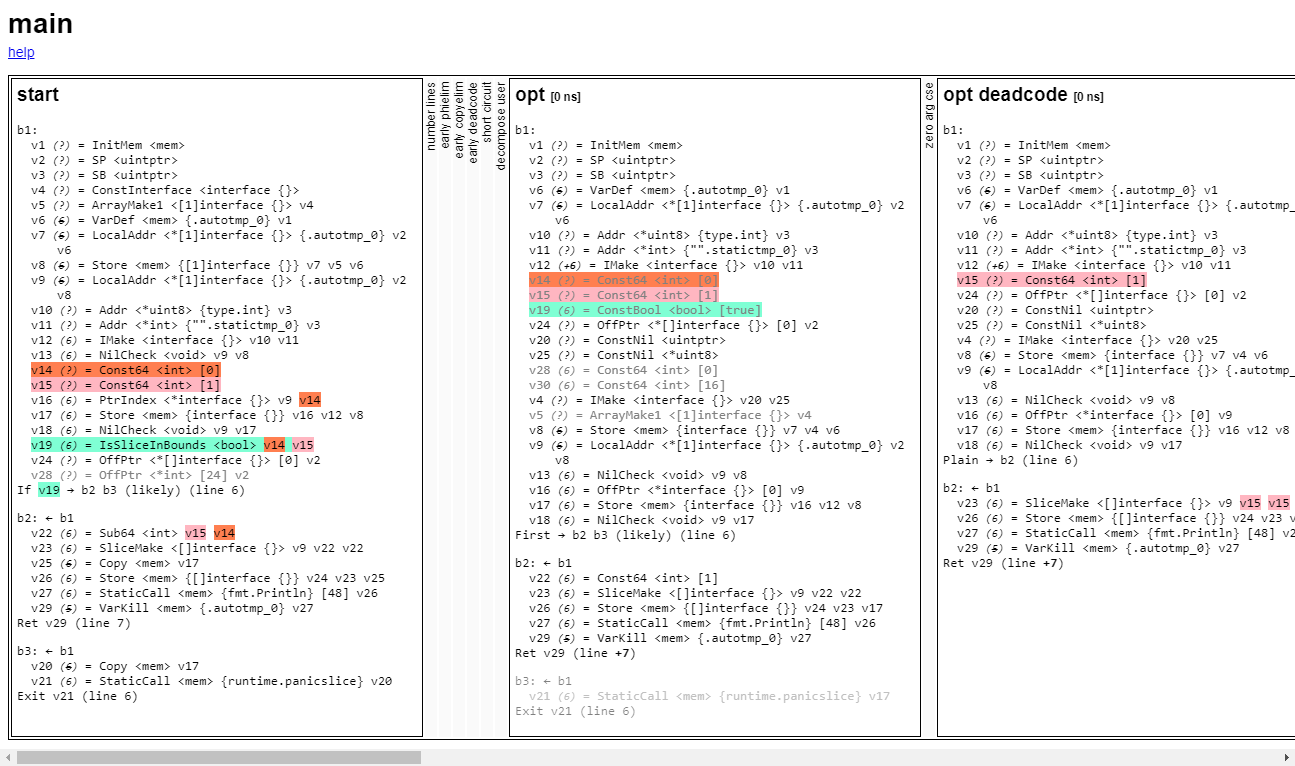 main
help
start
b1:
v1 (?) = InitMem <mem>
v2 (?) = SP <uintptr>
v3 (?) = SB <uintptr>
v4 (?) = ConstInterface <interface {}>
v5 (?) = ArrayMake1 <[1]interface {}> v4
v6 (6) = VarDef <mem> {.autotmp_0} v1
v7 (6) = LocalAddr <*[1]interface {}> {.autotmp_0} v2
v6
v8 (6) = Store <mem> {[1]interface {}} v7 v5 v6
v9 (6) = LocalAddr <*[1]interface {}> {.autotmp_0} v2
v8
v10 (?) = Addr <*uint8> {type.int} v3
v11 (?) = Addr <*int> {"".statictmp_0} v3
v12 (6) = IMake <interface {}> v10 v11
v13 (6) = NilCheck <void> v9 v8
v14 (?) = Const64 <int> [0]
v15 (?) = Const64 <int> [1]
v16 (6) = PtrIndex <*interface {}> v9 v14
v17 (6) = Store <mem> {interface {}} v16 v12 v8
v18 (6) = NilCheck <void> v9 v17
v19 (6) = IsSliceInBounds <bool> v14 v15
v24 (?) = OffPtr <*[]interface {}> [0] v2
v28 (?) = OffPtr <*int> [24] v2
If v19 → b2 b3 (likely) (line 6)
b2: ← b1
v22 (6) = Sub64 <int> v15 v14
v23 (6) = SliceMake <[]interface {}> v9 v22 v22
v25 (6) = Copy <mem> v17
v26 (6) = Store <mem> {[]interface {}} v24 v23 v25
v27 (6) = StaticCall <mem> {fmt.Println} [48] v26
v29 (6) = VarKill <mem> {.autotmp_0} v27
Ret v29 (line 7)
b3: ← b1
v20 (6) = Copy <mem> v17
v21 (6) = StaticCall <mem> {runtime.panicslice} v20
Exit v21 (line 6)
number lines
early phielim
early copyelim
early deadcode
short circuit
decompose user
opt [0 ns]
b1:
v1 (?) = InitMem <mem>
v2 (?) = SP <uintptr>
v3 (?) = SB <uintptr>
v6 (6) = VarDef <mem> {.autotmp_0} v1
v7 (6) = LocalAddr <*[1]interface {}> {.autotmp_0} v2
v6
v10 (?) = Addr <*uint8> {type.int} v3
v11 (?) = Addr <*int> {"".statictmp_0} v3
v12 (+6) = IMake <interface {}> v10 v11
v14 (?) = Const64 <int> [0]
v15 (?) = Const64 <int> [1]
v19 (6) = ConstBool <bool> [true]
v24 (?) = OffPtr <*[]interface {}> [0] v2
v20 (?) = ConstNil <uintptr>
v25 (?) = ConstNil <*uint8>
v28 (6) = Const64 <int> [0]
v30 (6) = Const64 <int> [16]
v4 (?) = IMake <interface {}> v20 v25
v5 (?) = ArrayMake1 <[1]interface {}> v4
v8 (6) = Store <mem> {interface {}} v7 v4 v6
v9 (6) = LocalAddr <*[1]interface {}> {.autotmp_0} v2
v8
v13 (6) = NilCheck <void> v9 v8
v16 (6) = OffPtr <*interface {}> [0] v9
v17 (6) = Store <mem> {interface {}} v16 v12 v8
v18 (6) = NilCheck <void> v9 v17
First → b2 b3 (likely) (line 6)
b2: ← b1
v22 (6) = Const64 <int> [1]
v23 (6) = SliceMake <[]interface {}> v9 v22 v22
v26 (6) = Store <mem> {[]interface {}} v24 v23 v17
v27 (6) = StaticCall <mem> {fmt.Println} [48] v26
v29 (6) = VarKill <mem> {.autotmp_0} v27
Ret v29 (line +7)
b3: ← b1
v21 (6) = StaticCall <mem> {runtime.panicslice} v17
Exit v21 (line 6)
zero arg cse
opt deadcode [0 ns]
b1:
v1 (?) = InitMem <mem>
v2 (?) = SP <uintptr>
v3 (?) = SB <uintptr>
v6 (6) = VarDef <mem> {.autotmp_0} v1
v7 (6) = LocalAddr <*[1]interface {}> {.autotmp_
v6
v10 (?) = Addr <*uint8> {type.int} v3
v11 (?) = Addr <*int> {"".statictmp_0} v3
v12 (+6) = IMake <interface {}> v10 v11
v15 (?) = Const64 <int> [1]
v24 (?) = OffPtr <*[]interface {}> [0] v2
v20 (?) = ConstNil <uintptr>
v25 (?) = ConstNil <*uint8>
v4 (?) = IMake <interface {}> v20 v25
v8 (6) = Store <mem> {interface {}} v7 v4 v6
v9 (6) = LocalAddr <*[1]interface {}> {.autotmp_
v8
v13 (6) = NilCheck <void> v9 v8
v16 (6) = OffPtr <*interface {}> [0] v9
v17 (6) = Store <mem> {interface {}} v16 v12 v8
v18 (6) = NilCheck <void> v9 v17
Plain → b2 (line 6)
b2: ← b1
v23 (6) = SliceMake <[]interface {}> v9 v15 v15
v26 (6) = Store <mem> {[]interface {}} v24 v23 v
v27 (6) = StaticCall <mem> {fmt.Println} [48] v2
v29 (6) = VarKill <mem> {.autotmp_0} v27
Ret v29 (line +7)